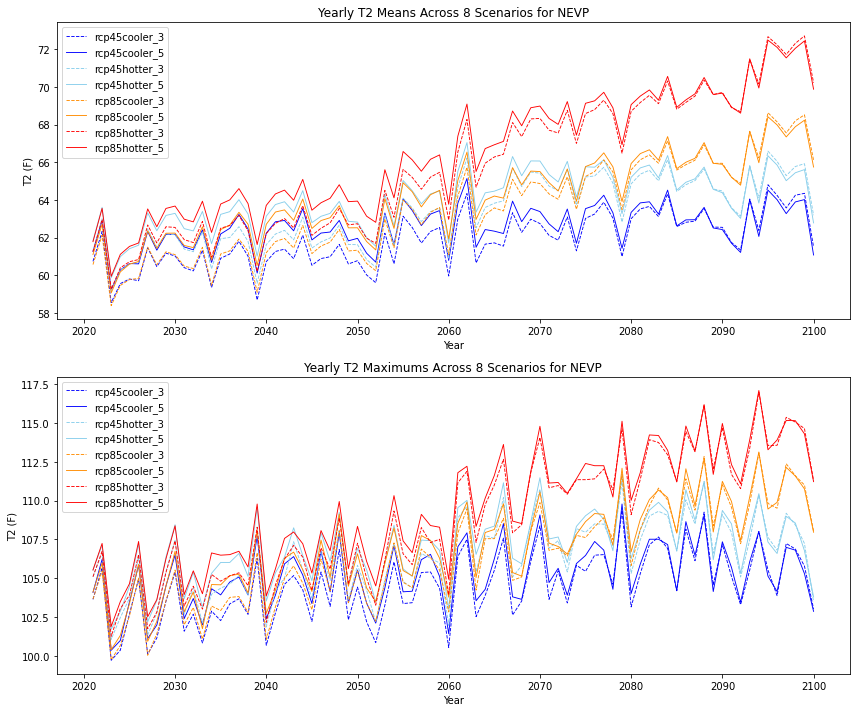 Yearly T2 Means Across 8 Scenarios for NEVP
rcp45cooler_3
rcp45cooler_5
rcp45hotter_3
rcp45hotter_5
rcp85cooler_3
rcp85cooler_5
rcp85hotter_3
rcp85hotter_5
72
70
68
66
64
62
60
58
T2 (F)
2020 2030 2040 2050 2060 2070 2080 2090 2100
Year
Yearly T2 Maximums Across 8 Scenarios for NEVP
rcp45cooler_3
rcp45cooler_5
rcp45hotter_3
rcp45hotter_5
rcp85cooler_3
rcp85cooler_5
rcp85hotter_3
rcp85hotter_5
117.5
115.0
112.5
110.0
107.5
105.0
102.5
100.0
T2 (F)
2020 2030 2040 2050 2060 2070 2080 2090 2100
Year